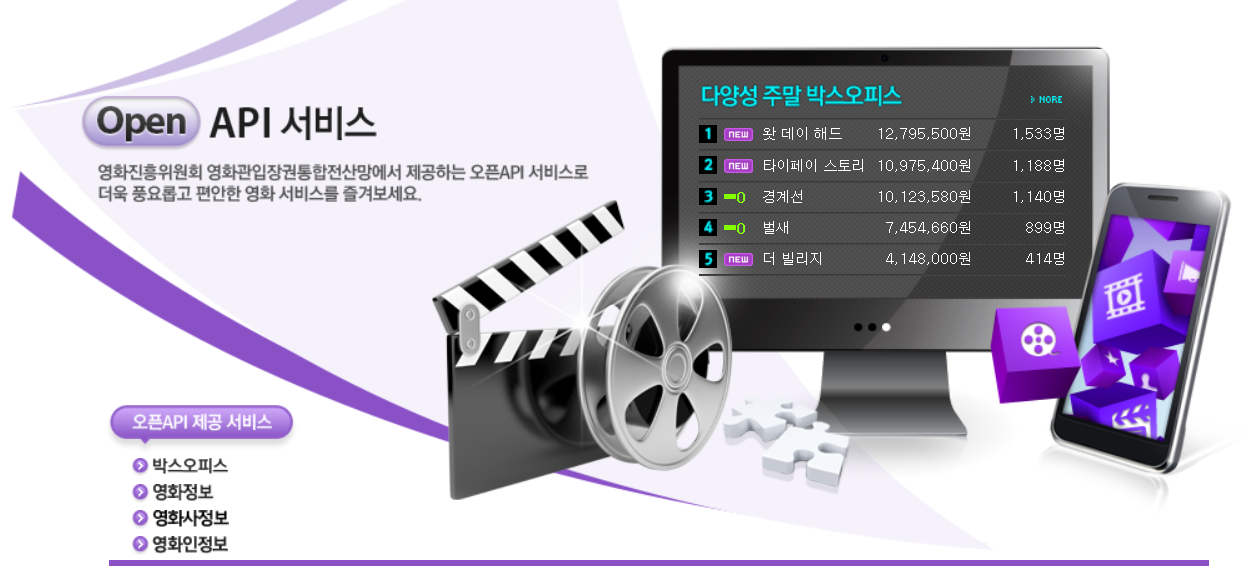 Open API 서비스
영화진흥위원회 영화관입장권통합전산망에서 제공하는 오픈API 서비스로
더욱 풍요롭고 편안한 영화 서비스를 즐겨보세요.
다양성 주말 박스오피스
MORE
1 NEW 왓 데이 해드 12,795,500원 1,533명
2 NEW 타이페이 스토리 10,975,400원 1,188명
3 0 경계선 10,123,580원 1,140명
4 0 벌새 7,454,660원 899명
5 NEW 더 빌리지 4,148,000원 414명
오픈API 제공 서비스
박스오피스
영화정보
영화사정보
영화인정보